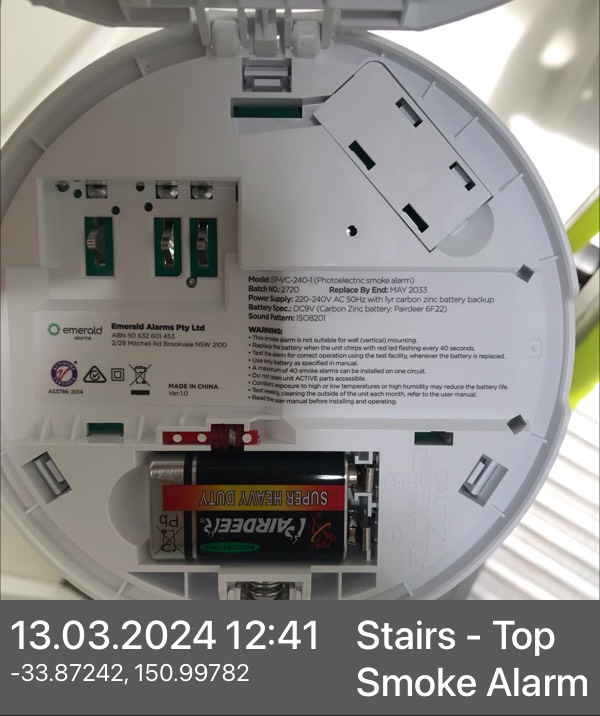 Model: EP-VC-240-1 (Photoelectric smoke alarm)
Batch NO.: 2720 Replace By End: MAY 2033
Power Supply: 220-240V AC 50Hz with 1yr carbon zinc battery backup
Battery Spec.: DC9V (Carbon Zinc battery: Pairdeer 6F22)
Sound Pattern: ISO8201
emerald
alarms
Emerald Alarms Pty Ltd
ABN 50 632 601 453
2/29 Mitchell Rd Brookvale NSW 2100
AS3786: 2014
MADE IN CHINA
Ver:1.0
WARNING:
• This smoke alarm is not suitable for wall (vertical) mounting.
• Replace the battery when the unit chirps with red led flashing every 40 seconds.
• Test the alarm for correct operation using the test facility, whenever the battery is replaced.
• Use only battery as specified in manual.
• A maximum of 40 smoke alarms can be installed on one circuit.
• Do not open unit ACTIVE parts accessible.
• Constant exposure to high or low temperatures or high humidity may reduce the battery life.
• Test weekly, cleaning the outside of the unit each month, refer to the user manual.
• Read the user manual before installing and operating.
SUPER HEAVY DUTY
PAIRDEER
Pb
13.03.2024 12:41
-33.87242, 150.99782
Stairs - Top
Smoke Alarm